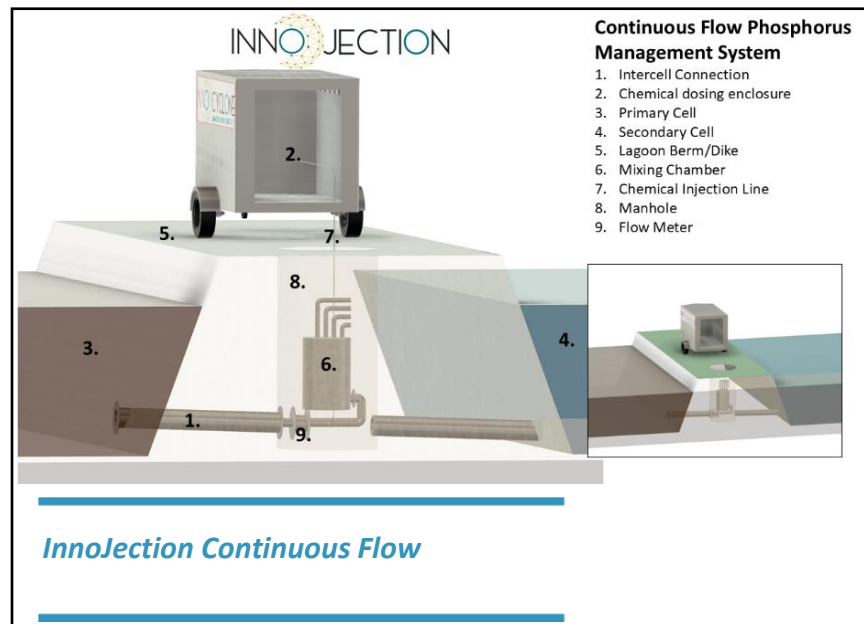 INNOJECTION
Continuous Flow Phosphorus
Management System
1. Intercell Connection
2. Chemical dosing enclosure
3. Primary Cell
4. Secondary Cell
5. Lagoon Berm/Dike
6. Mixing Chamber
7. Chemical Injection Line
8. Manhole
9. Flow Meter
INNOCYCLONE
2.
5.
7.
8.
3.
6.
4.
1.
9.
InnoJection Continuous Flow